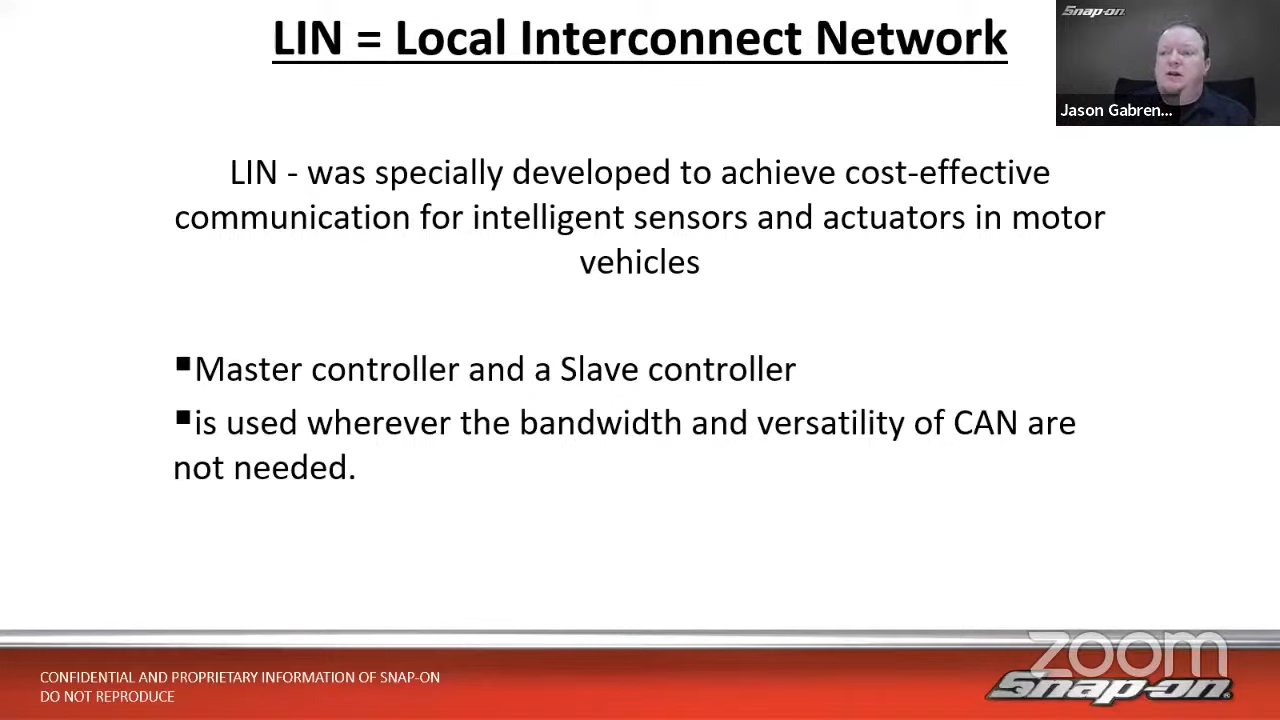 LIN = Local Interconnect Network
Snap-on
Jason Gabren...
LIN - was specially developed to achieve cost-effective
communication for intelligent sensors and actuators in motor
vehicles
▪Master controller and a Slave controller
▪is used wherever the bandwidth and versatility of CAN are
not needed.
CONFIDENTIAL AND PROPRIETARY INFORMATION OF SNAP-ON
DO NOT REPRODUCE
zoom
Snap-on